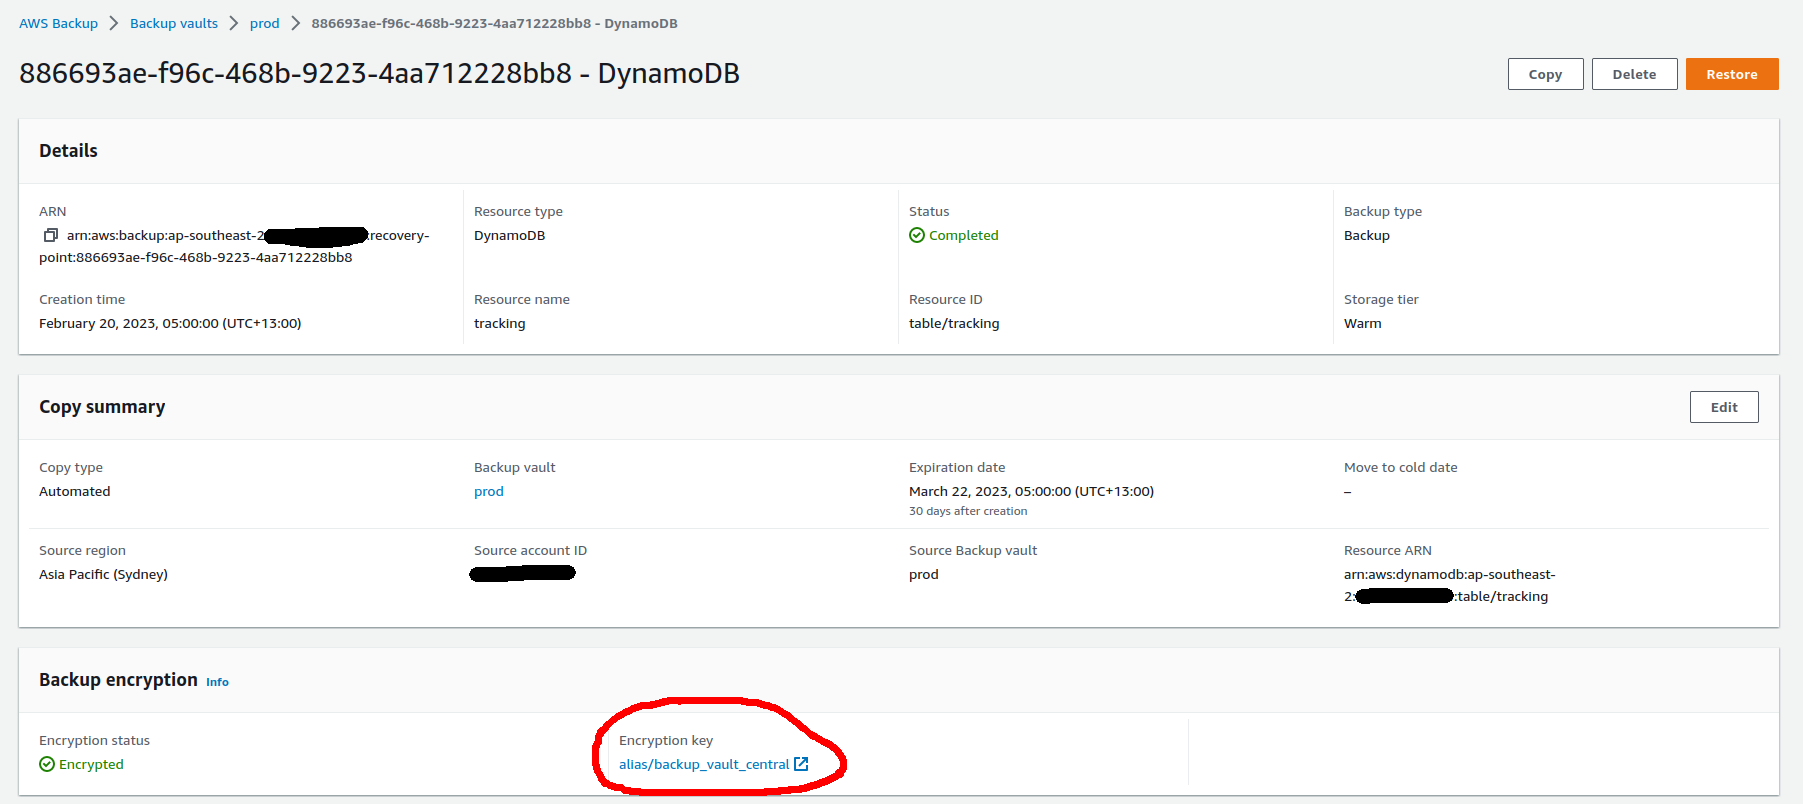 AWS Backup > Backup vaults > prod > 886693ae-f96c-468b-9223-4aa712228bb8 - DynamoDB
886693ae-f96c-468b-9223-4aa712228bb8 - DynamoDB
Copy Delete Restore
Details
ARN
arn:aws:backup:ap-southeast-2 :recovery-
point:886693ae-f96c-468b-9223-4aa712228bb8
Resource type
DynamoDB
Status
Completed
Backup type
Backup
Creation time
February 20, 2023, 05:00:00 (UTC+13:00)
Resource name
tracking
Resource ID
table/tracking
Storage tier
Warm
Copy summary
Edit
Copy type
Automated
Backup vault
prod
Expiration date
March 22, 2023, 05:00:00 (UTC+13:00)
30 days after creation
Move to cold date
–
Source region
Asia Pacific (Sydney)
Source account ID
Source Backup vault
prod
Resource ARN
arn:aws:dynamodb:ap-southeast-
2: :table/tracking
Backup encryption Info
Encryption status
Encrypted
Encryption key
alias/backup_vault_central